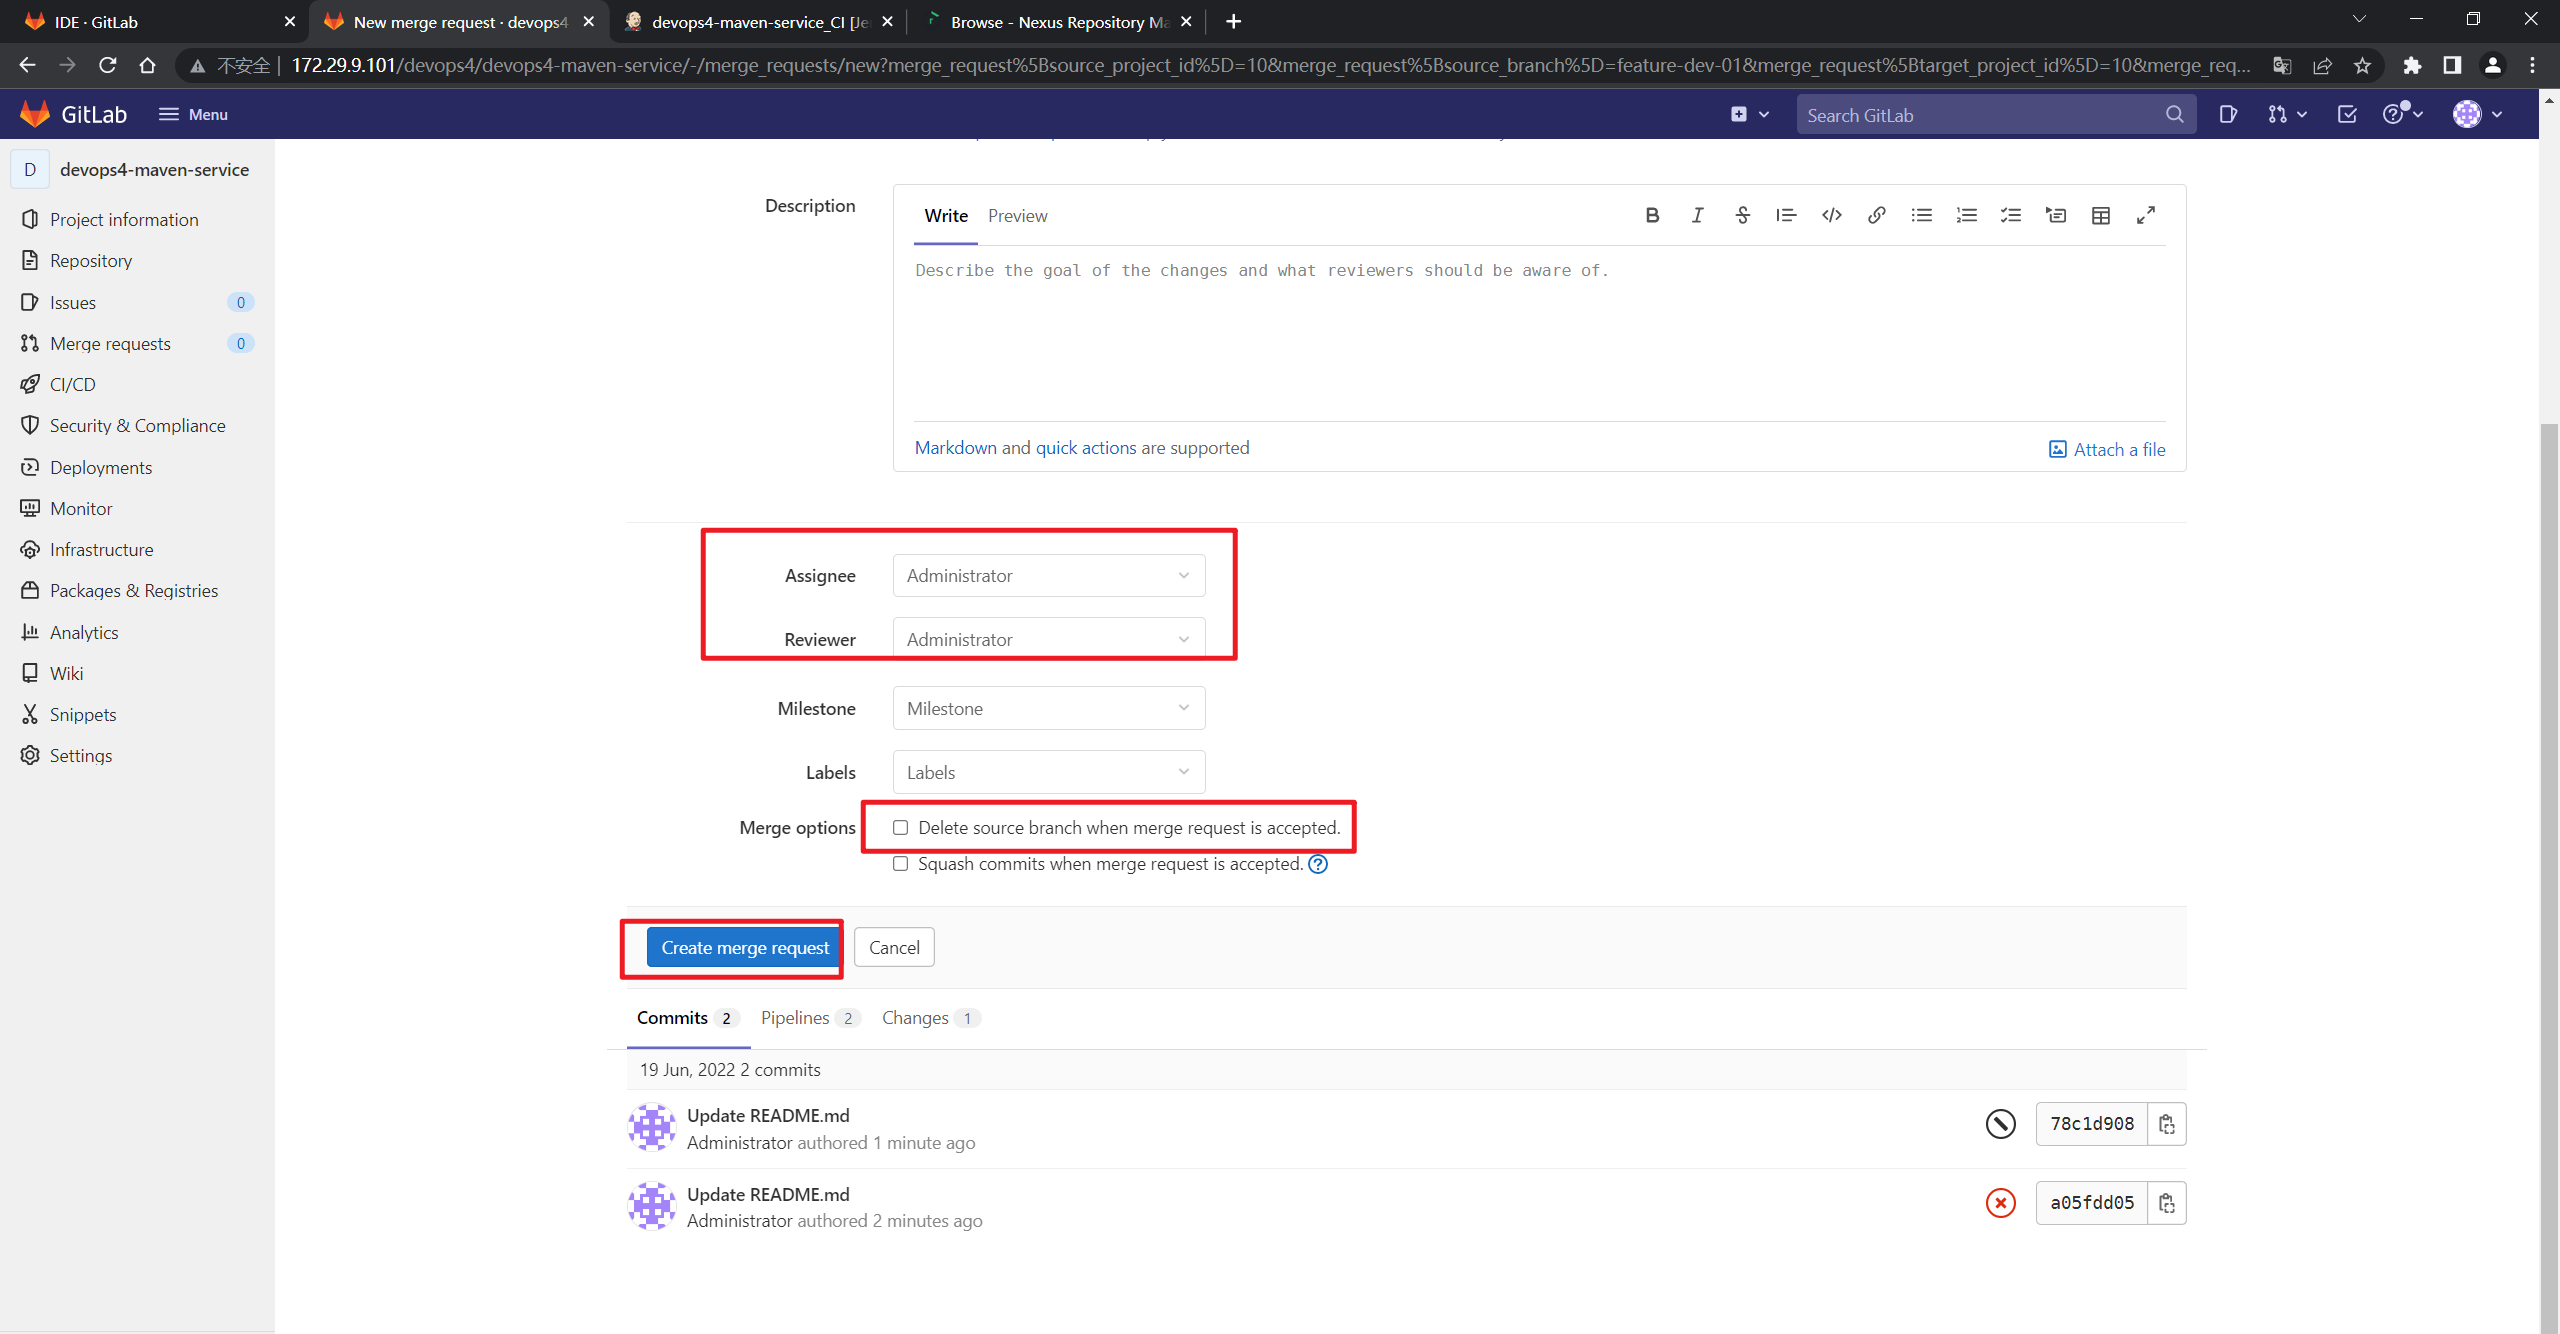 IDE · GitLab
New merge request · devops4
devops4-maven-service_CI [Je
Browse - Nexus Repository Ma
不安全
172.29.9.101/devops4/devops4-maven-service/-/merge_requests/new?merge_request%5Bsource_project_id%5D=10&merge_request%5Bsource_branch%5D=feature-dev-01&merge_request%5Btarget_project_id%5D=10&merge_req...
GitLab
Menu
Search GitLab
D
devops4-maven-service
Project information
Repository
Issues 0
Merge requests 0
CI/CD
Security & Compliance
Deployments
Monitor
Infrastructure
Packages & Registries
Analytics
Wiki
Snippets
Settings
Description
Write Preview
Describe the goal of the changes and what reviewers should be aware of.
Markdown and quick actions are supported
Attach a file
Assignee Administrator
Reviewer Administrator
Milestone Milestone
Labels Labels
Merge options Delete source branch when merge request is accepted.
Squash commits when merge request is accepted.
Create merge request Cancel
Commits 2 Pipelines 2 Changes 1
19 Jun, 2022 2 commits
Update README.md
Administrator authored 1 minute ago
78c1d908
Update README.md
Administrator authored 2 minutes ago
a05fdd05